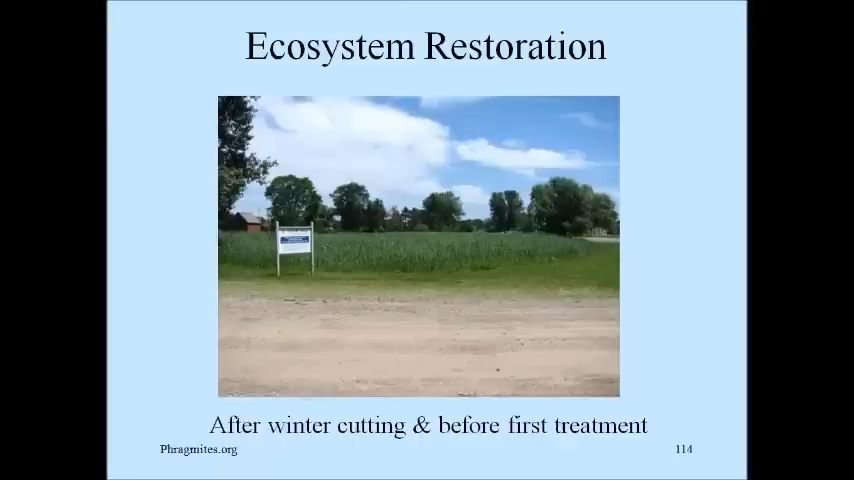 Ecosystem Restoration
After winter cutting & before first treatment
Phragmites.org
114